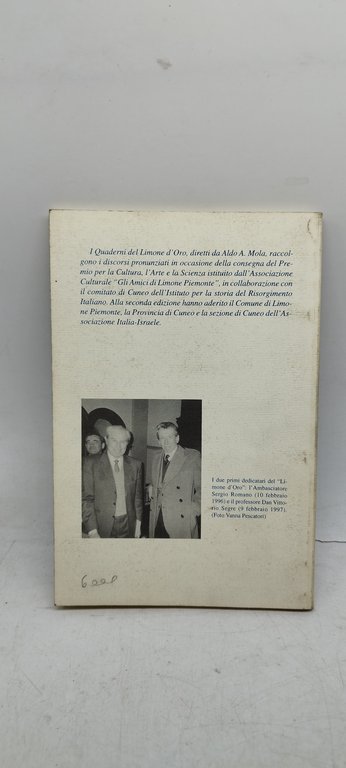 I Quaderni del Limone d'Oro, diretti da Aldo A. Mola, raccol-
gono i discorsi pronunziati in occasione della consegna del Pre-
mio per la Cultura, l'Arte e la Scienza istituito dall'Associazione
Culturale "Gli Amici di Limone Piemonte", in collaborazione con
il comitato di Cuneo dell'Istituto per la storia del Risorgimento
Italiano. Alla seconda edizione hanno aderito il Comune di Limo-
ne Piemonte, la Provincia di Cuneo e la sezione di Cuneo dell'As-
sociazione Italia-Israele.
I due primi dedicatari del "Li-
mone d'Oro": l'Ambasciatore
Sergio Romano (10 febbraio
1996) e il professore Dan Vitto-
rio Segre (9 febbraio 1997).
(Foto Vanna Pescatori)